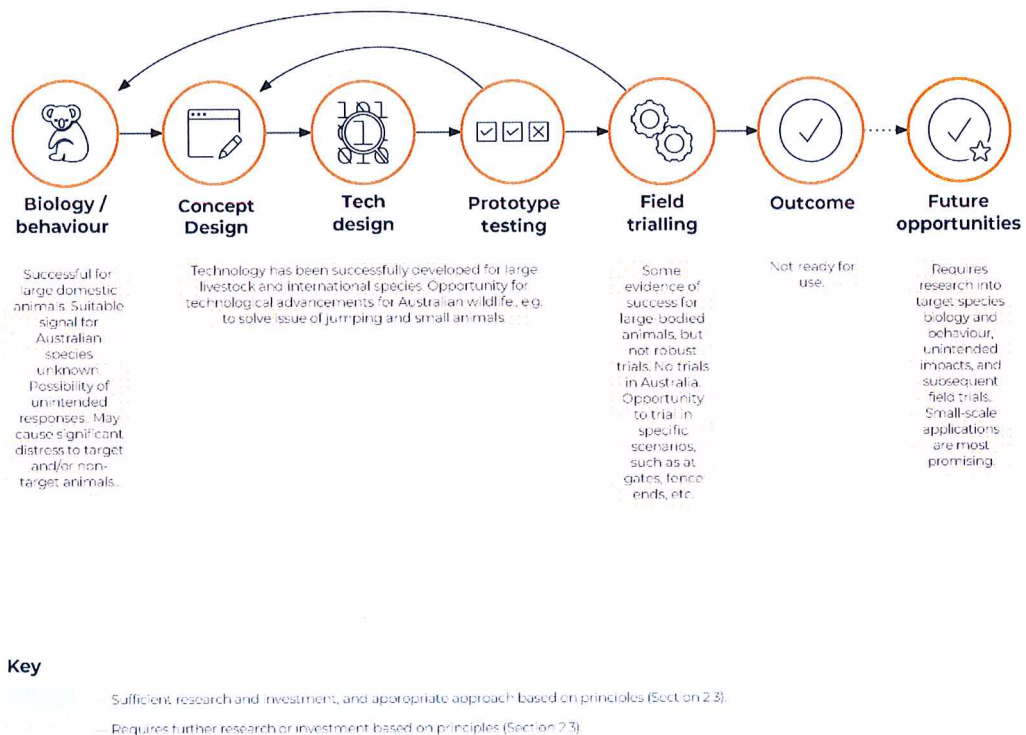 Biology /
behaviour
Concept
Design
Tech
design
Prototype
testing
Field
trialling
Outcome
Future
opportunities
Successful for
large domestic
animals. Suitable
signal for
Australian
species
unknown.
Possibility of
unintended
responses. May
cause significant
distress to target
and/or non-
target animals.
Technology has been successfully developed for large
livestock and international species. Opportunity for
technological advancements for Australian wildlife, e.g.
to solve issue of jumping and small animals.
Some
evidence of
success for
large-bodied
animals, but
not robust
trials. No trials
in Australia.
Opportunity
to trial in
specific
scenarios,
such as at
gates, fence
ends, etc.
Not ready for
use.
Requires
research into
target species
biology and
behaviour,
unintended
impacts, and
subsequent
field trials.
Small-scale
applications
are most
promising.
Key
— Sufficient research and investment, and appropriate approach based on principles (Section 2.3).
— Requires further research or investment based on principles (Section 2.3).